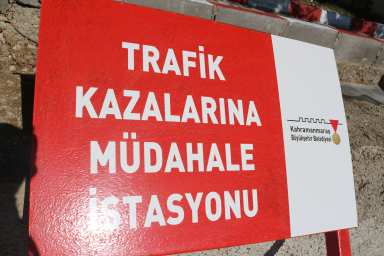 TRAFİK
KAZALARINA
MÜDAHALE
İSTASYONU
Kahramanmaraş
Büyükşehir Belediyesi